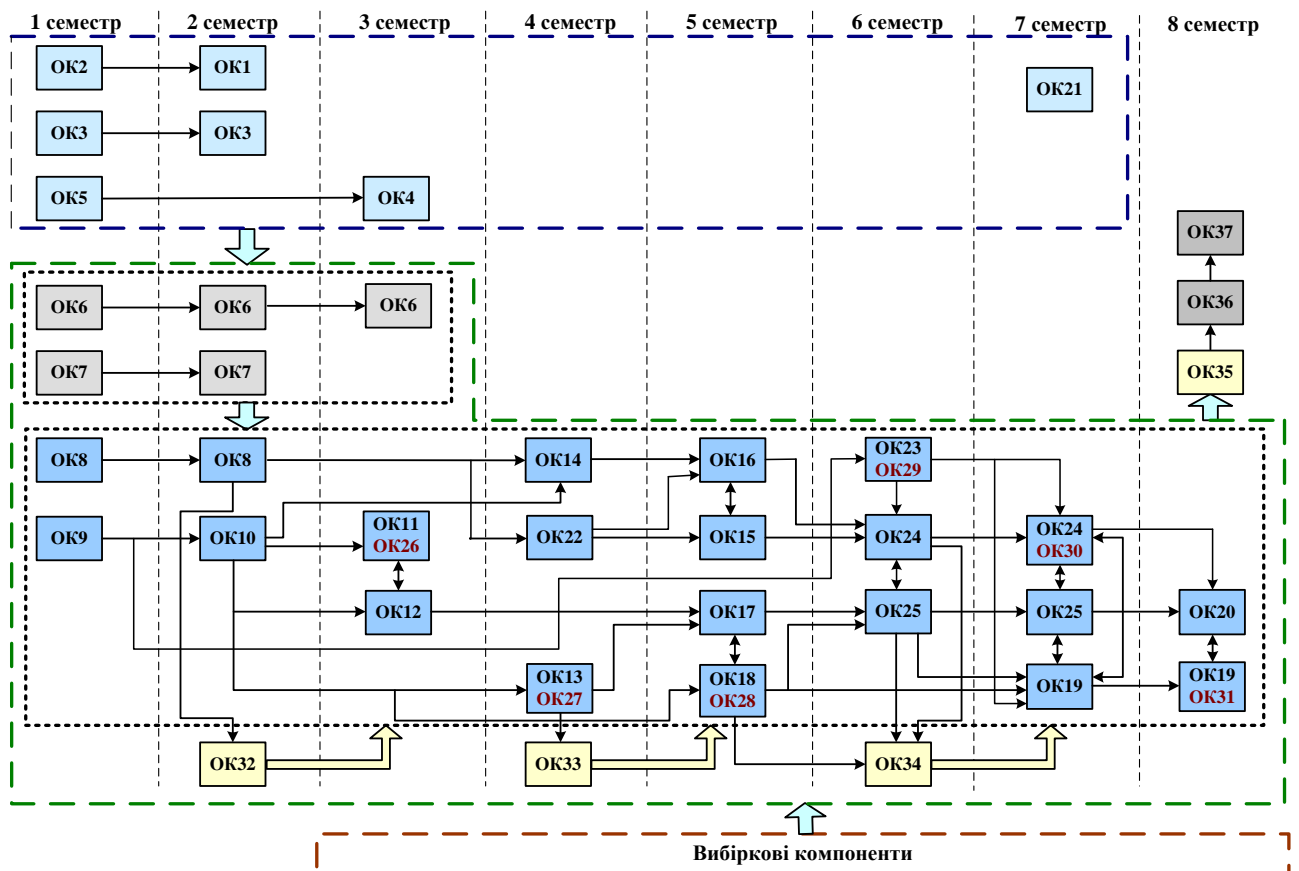 1 семестр
2 семестр
3 семестр
4 семестр
5 семестр
6 семестр
7 семестр
8 семестр
ОК2
ОК1
ОК21
ОК3
ОК3
ОК5
ОК4
ОК37
ОК6
ОК6
ОК6
ОК36
ОК7
ОК7
ОК35
ОК8
ОК8
ОК14
ОК16
ОК23
ОК29
ОК9
ОК10
ОК11
ОК26
ОК22
ОК15
ОК24
ОК24
ОК30
ОК12
ОК17
ОК25
ОК25
ОК20
ОК13
ОК27
ОК18
ОК28
ОК19
ОК19
ОК31
ОК32
ОК33
ОК34
Вибіркові компоненти